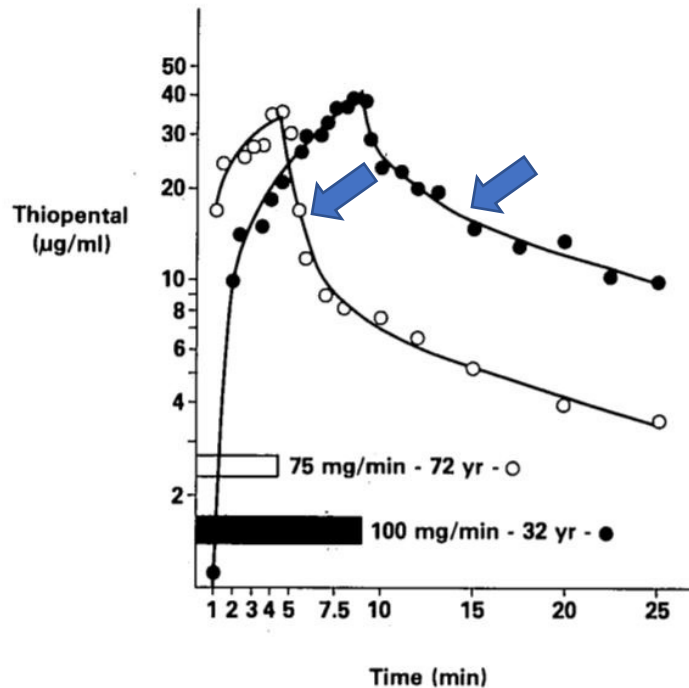 50
40
30
20
Thiopental
(µg/ml)
10
8
6
4
75 mg/min - 72 yr -
2
100 mg/min - 32 yr -
1 2 3 4 5 7.5 10 15 20 25
Time (min)